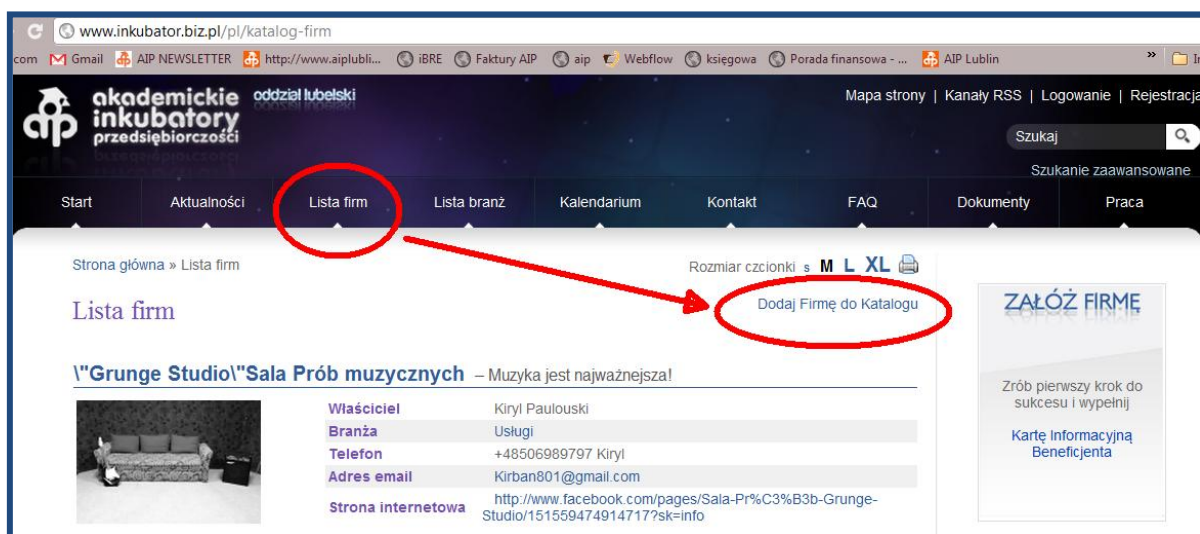 www.inkubator.biz.pl/pl/katalog-firm
com Gmail AIP NEWSLETTER http://www.aiplubli... iBRE Faktury AIP aip Webflow księgowa Porada finansowa - ... AIP Lublin »
akademickie oddział lubelski
inkubatory
przedsiębiorczości
aip
Mapa strony | Kanały RSS | Logowanie | Rejestracja
Szukaj
Szukanie zaawansowane
Start Aktualności Lista firm Lista branż Kalendarium Kontakt FAQ Dokumenty Praca
Strona główna » Lista firm
Rozmiar czcionki s M L XL
Lista firm
Dodaj Firmę do Katalogu
\"Grunge Studio\"Sala Prób muzycznych – Muzyka jest najważnejsza!
Właściciel Kiryl Paulouski
Branża Usługi
Telefon +48506989797 Kiryl
Adres email Kirban801@gmail.com
Strona internetowa http://www.facebook.com/pages/Sala-Pr%C3%B3b-Grunge-
Studio/151559474914717?sk=info
ZAŁÓŻ FIRMĘ
Zrób pierwszy krok do
sukcesu i wypełnij
Kartę Informacyjną
Beneficjenta